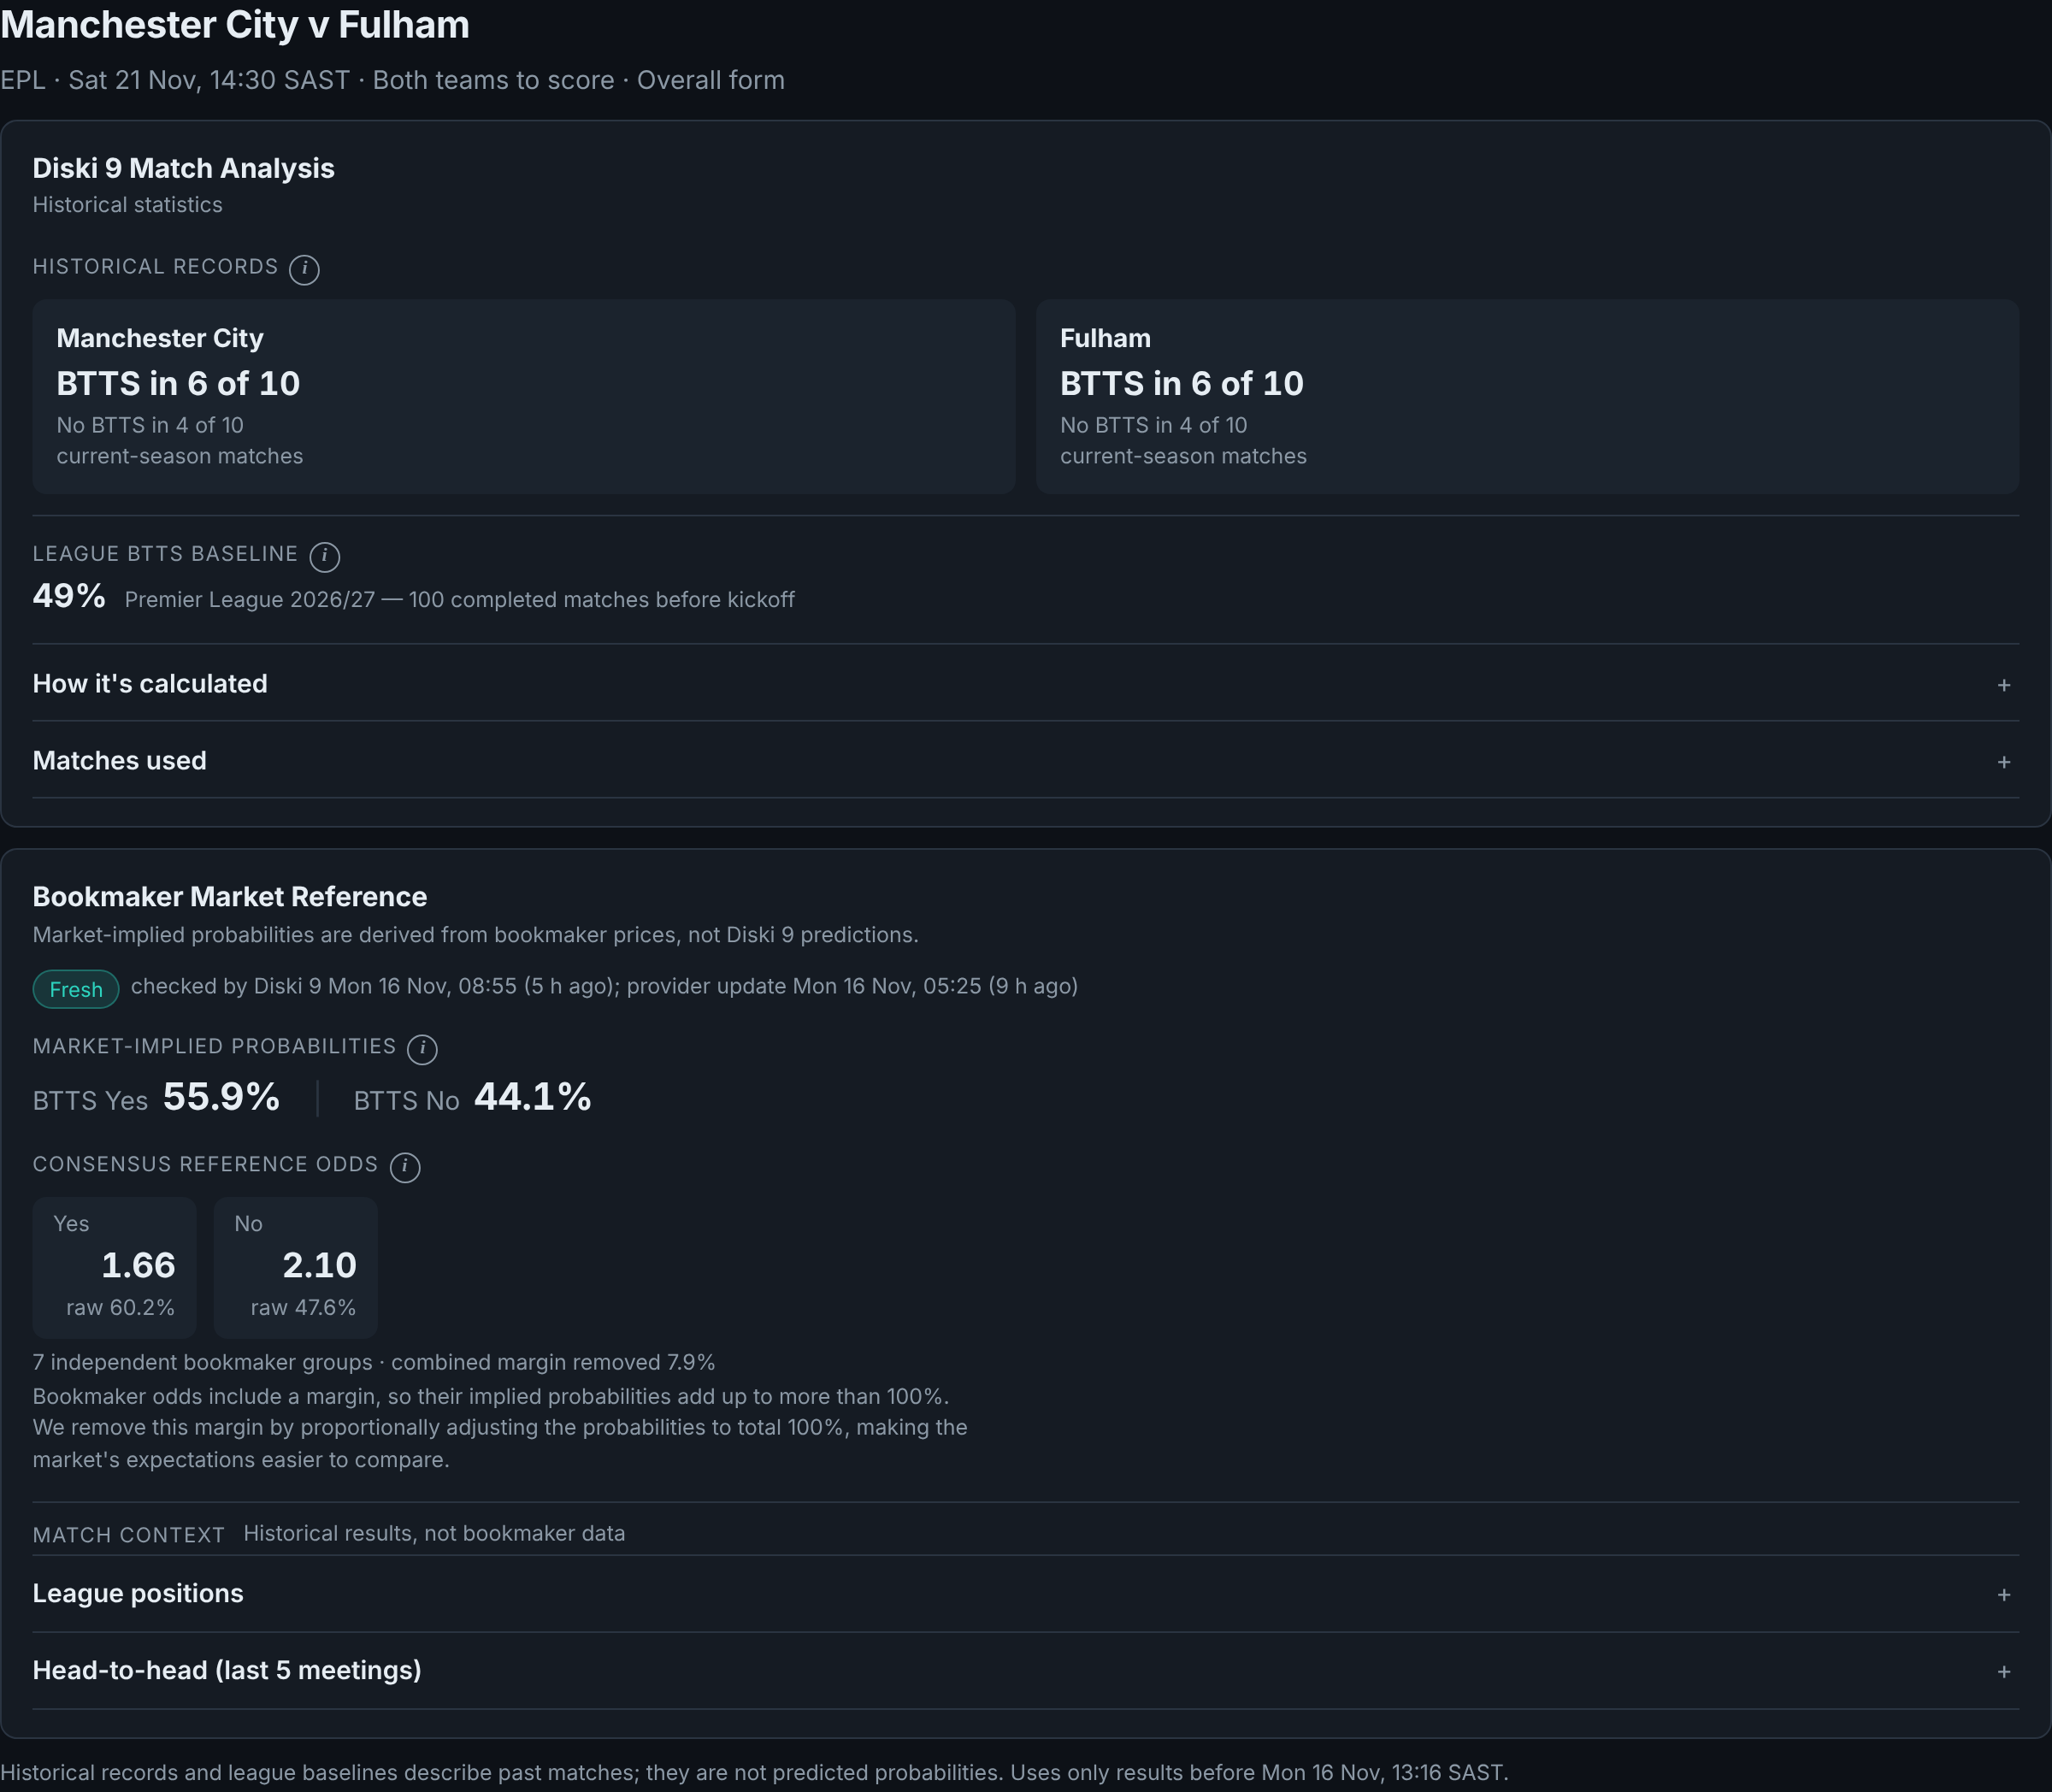 Manchester City v Fulham
EPL · Sat 21 Nov, 14:30 SAST · Both teams to score · Overall form
Diski 9 Match Analysis
Historical statistics
HISTORICAL RECORDS i
Manchester City
BTTS in 6 of 10
No BTTS in 4 of 10
current-season matches
Fulham
BTTS in 6 of 10
No BTTS in 4 of 10
current-season matches
LEAGUE BTTS BASELINE i
49% Premier League 2026/27 — 100 completed matches before kickoff
How it's calculated +
Matches used +
Bookmaker Market Reference
Market-implied probabilities are derived from bookmaker prices, not Diski 9 predictions.
Fresh checked by Diski 9 Mon 16 Nov, 08:55 (5 h ago); provider update Mon 16 Nov, 05:25 (9 h ago)
MARKET-IMPLIED PROBABILITIES i
BTTS Yes 55.9% BTTS No 44.1%
CONSENSUS REFERENCE ODDS i
Yes
1.66
raw 60.2%
No
2.10
raw 47.6%
7 independent bookmaker groups · combined margin removed 7.9%
Bookmaker odds include a margin, so their implied probabilities add up to more than 100%.
We remove this margin by proportionally adjusting the probabilities to total 100%, making the
market's expectations easier to compare.
MATCH CONTEXT Historical results, not bookmaker data
League positions +
Head-to-head (last 5 meetings) +
Historical records and league baselines describe past matches; they are not predicted probabilities. Uses only results before Mon 16 Nov, 13:16 SAST.